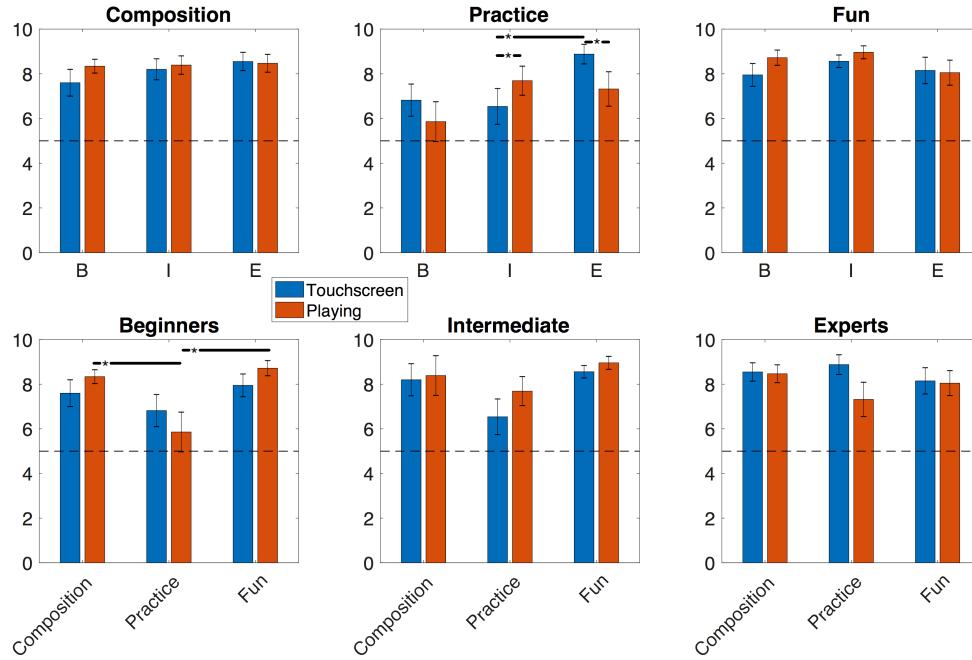 Composition
10
8
6
4
2
0
B I E
Practice
10
8
6
4
2
0
* *
* *
B I E
Fun
10
8
6
4
2
0
B I E
Touchscreen
Playing
Beginners
10
8
6
4
2
0
* *
Composition Practice Fun
Intermediate
10
8
6
4
2
0
Composition Practice Fun
Experts
10
8
6
4
2
0
Composition Practice Fun